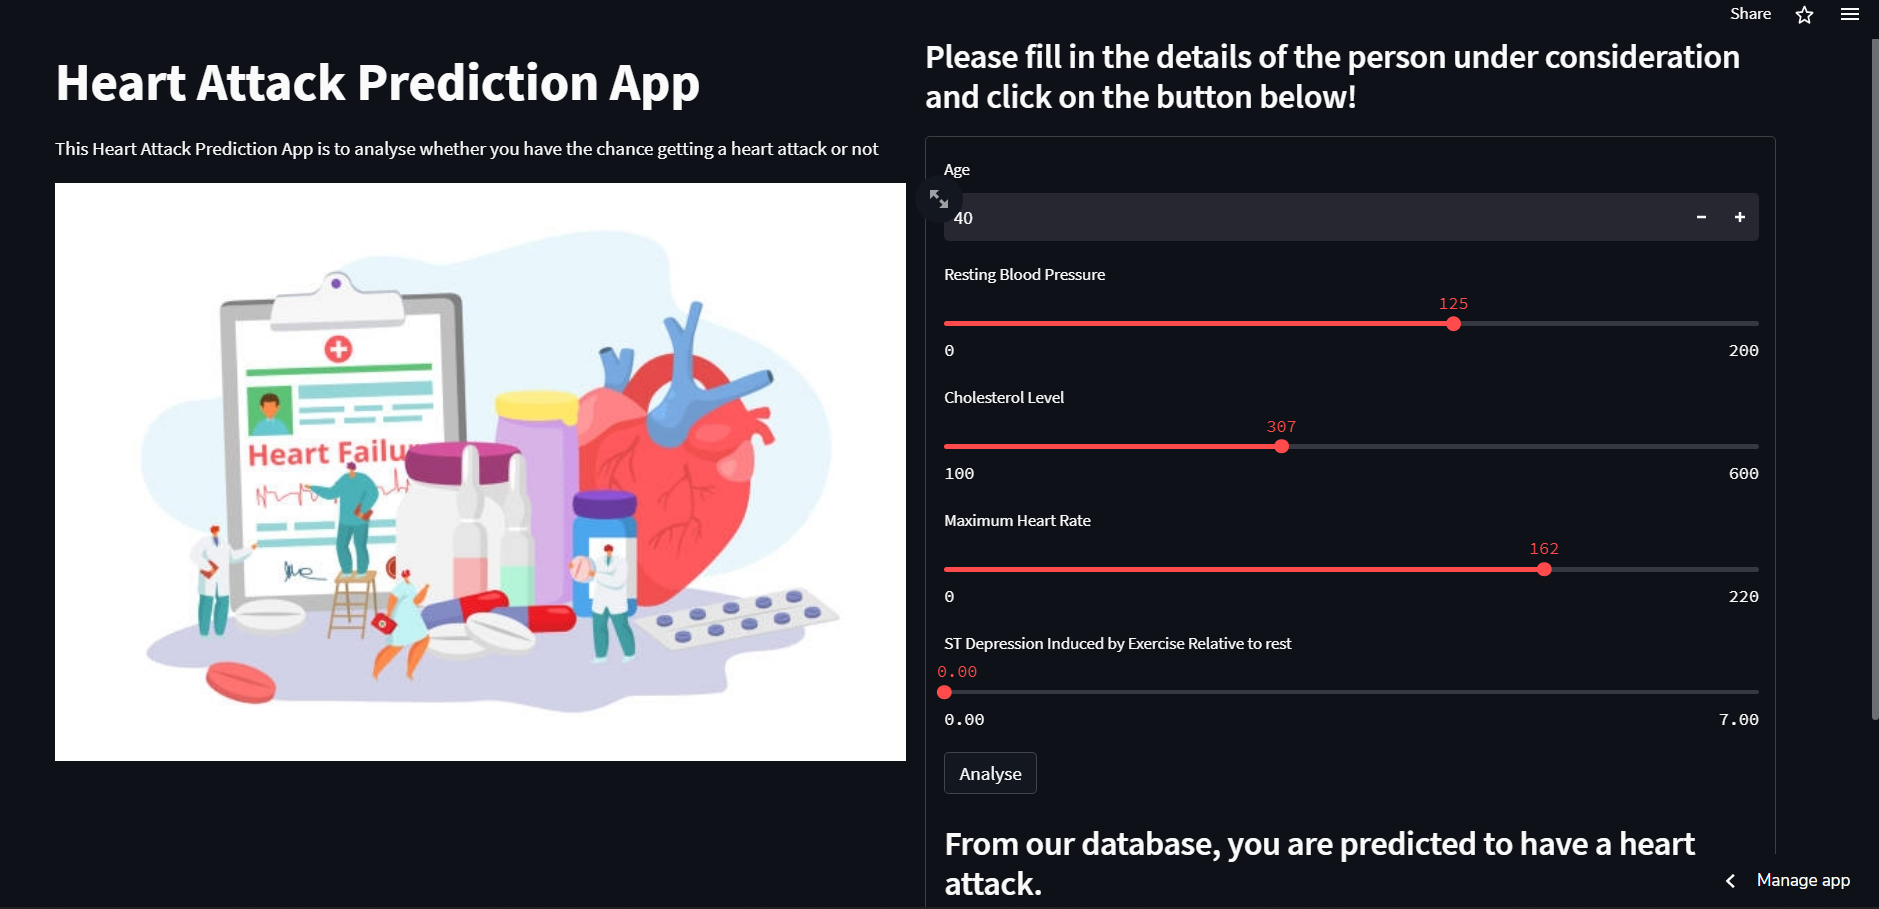 Share
Heart Attack Prediction App
This Heart Attack Prediction App is to analyse whether you have the chance getting a heart attack or not
Heart Failu
Please fill in the details of the person under consideration
and click on the button below!
Age
40
Resting Blood Pressure
125
0 200
Cholesterol Level
307
100 600
Maximum Heart Rate
162
0 220
ST Depression Induced by Exercise Relative to rest
0.00
0.00 7.00
Analyse
From our database, you are predicted to have a heart
attack.
Manage app